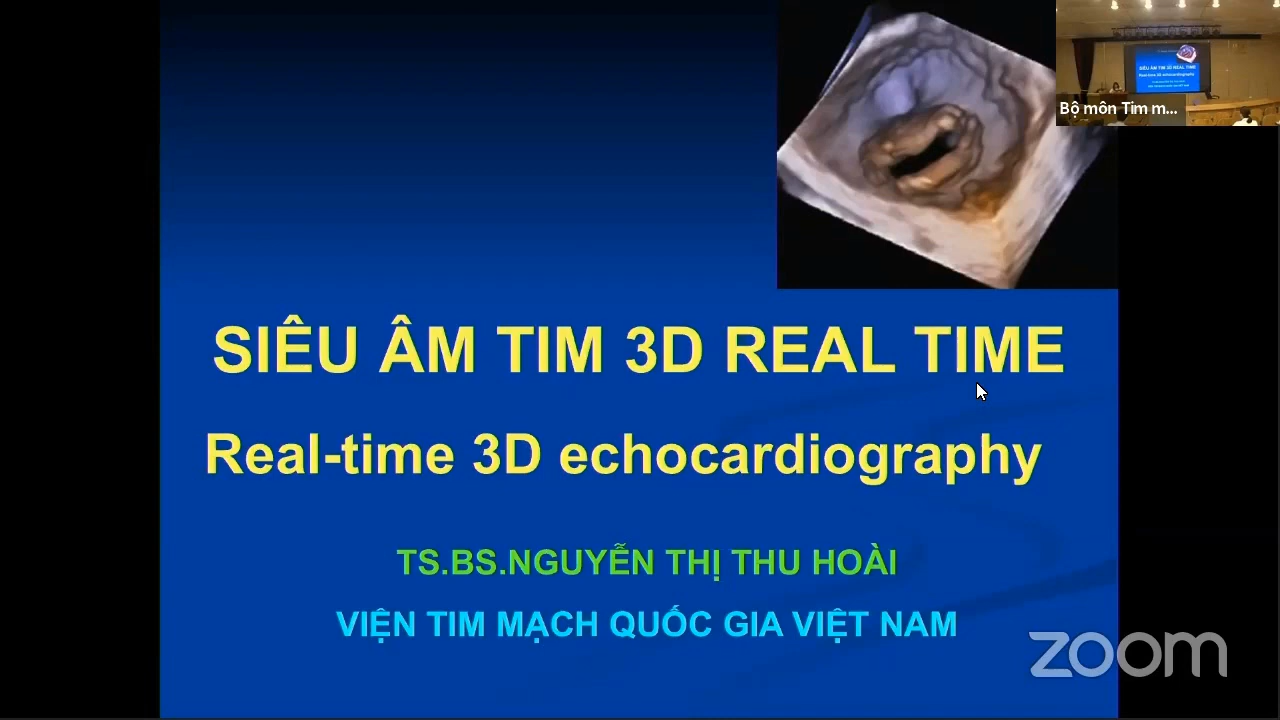 Bộ môn Tim m...
SIÊU ÂM TIM 3D REAL TIME
Real-time 3D echocardiography
TS.BS.NGUYỄN THỊ THU HOÀI
VIỆN TIM MẠCH QUỐC GIA VIỆT NAM
zoom